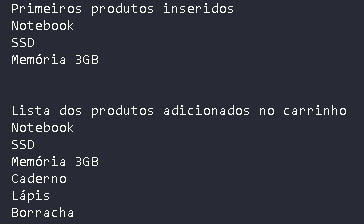 Primeiros produtos inseridos
Notebook
SSD
Memória 3GB
Lista dos produtos adicionados no carrinho
Notebook
SSD
Memória 3GB
Caderno
Lápis
Borracha